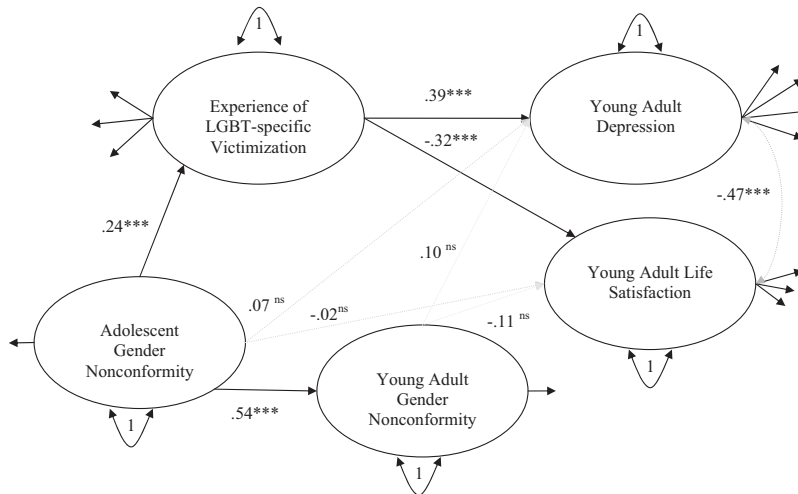 1
1
Experience of
LGBT-specific
Victimization
.39***
Young Adult
Depression
-.32***
-.47***
.24***
.10 ns
Young Adult Life
Satisfaction
.07 ns
-.02ns
-.11 ns
Adolescent
Gender
Nonconformity
Young Adult
Gender
Nonconformity
1
.54***
1
1